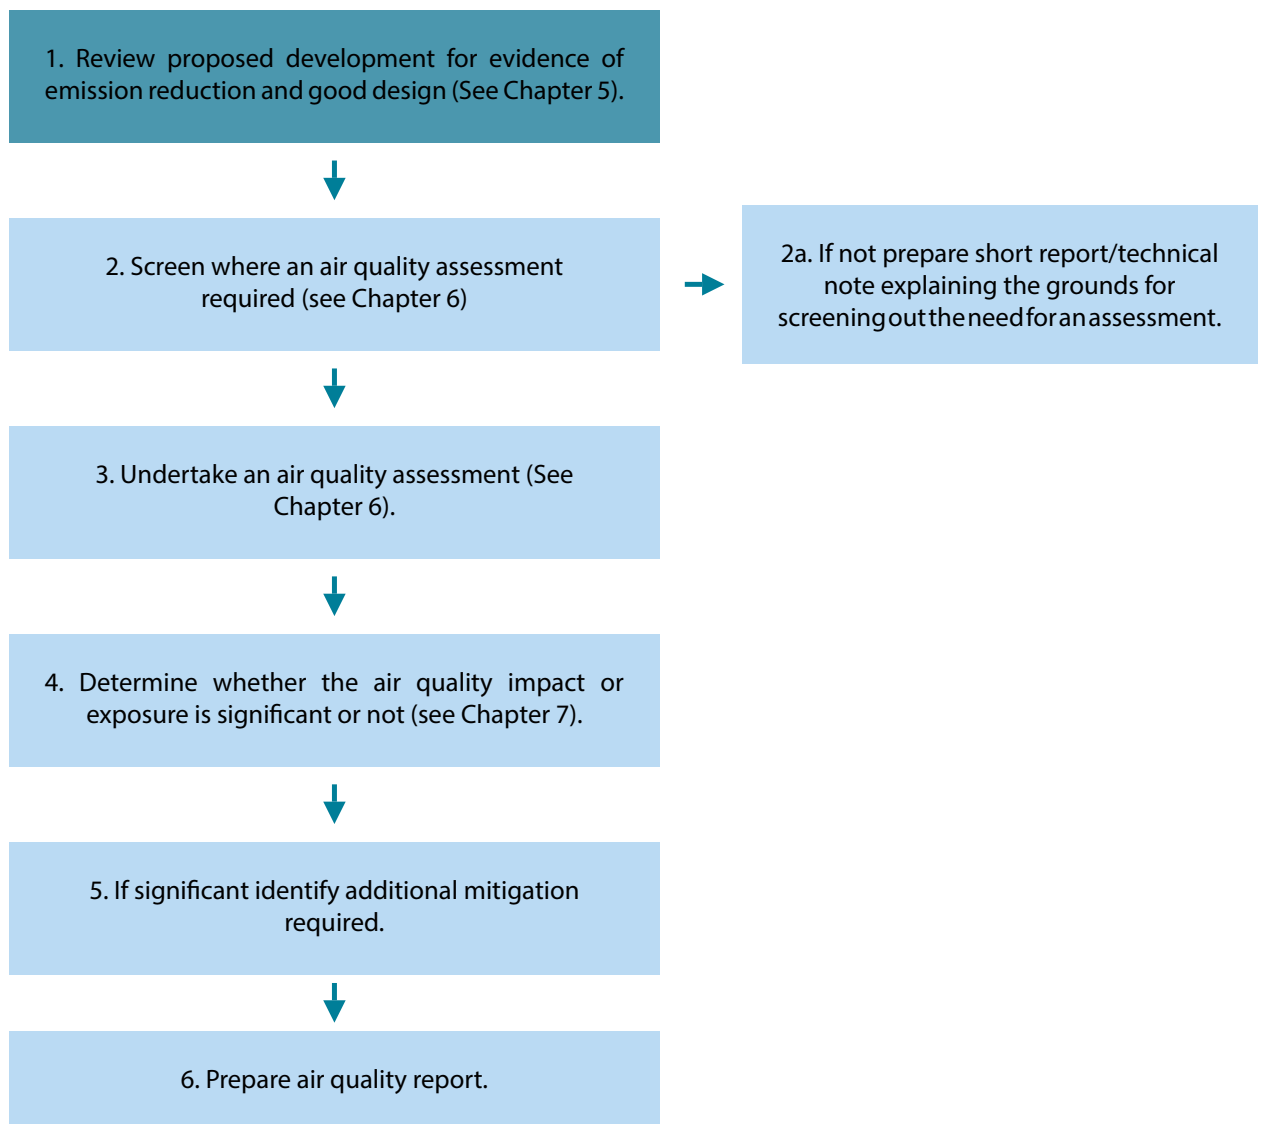 1. Review proposed development for evidence of
emission reduction and good design (See Chapter 5).
2. Screen where an air quality assessment
required (see Chapter 6)
2a. If not prepare short report/technical
note explaining the grounds for
screening out the need for an assessment.
3. Undertake an air quality assessment (See
Chapter 6).
4. Determine whether the air quality impact or
exposure is significant or not (see Chapter 7).
5. If significant identify additional mitigation
required.
6. Prepare air quality report.